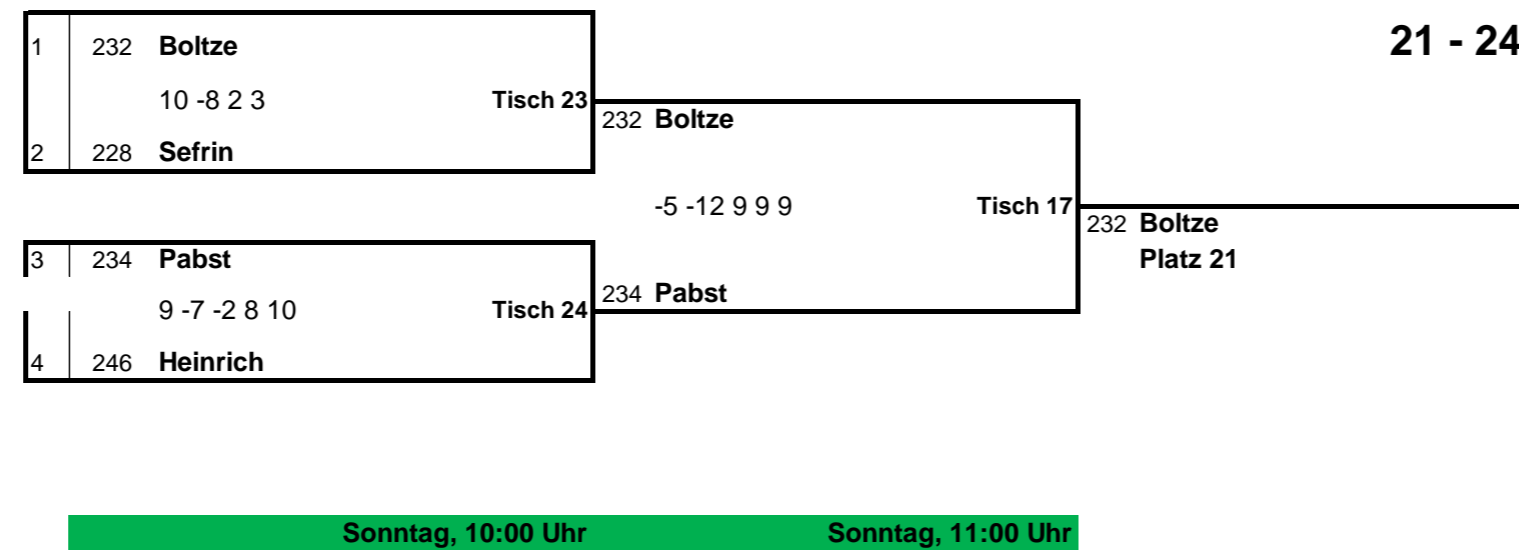 21 - 24
1 232 Boltze
10 -8 2 3 Tisch 23
232 Boltze
2 228 Sefrin
-5 -12 9 9 9 Tisch 17
232 Boltze
Platz 21
3 234 Pabst
234 Pabst
9 -7 -2 8 10 Tisch 24
4 246 Heinrich
Sonntag, 10:00 Uhr Sonntag, 11:00 Uhr